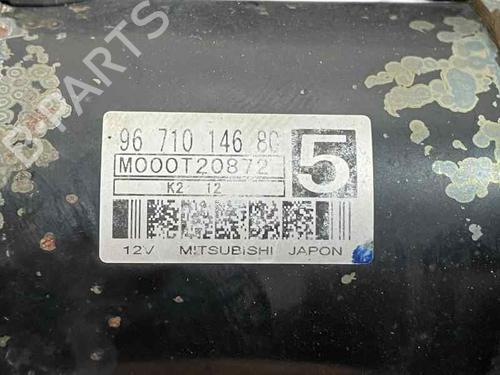 B-PARTS
96 710 146 80
5
M000T20872
K2 12
12V MITSUBISHI JAPON